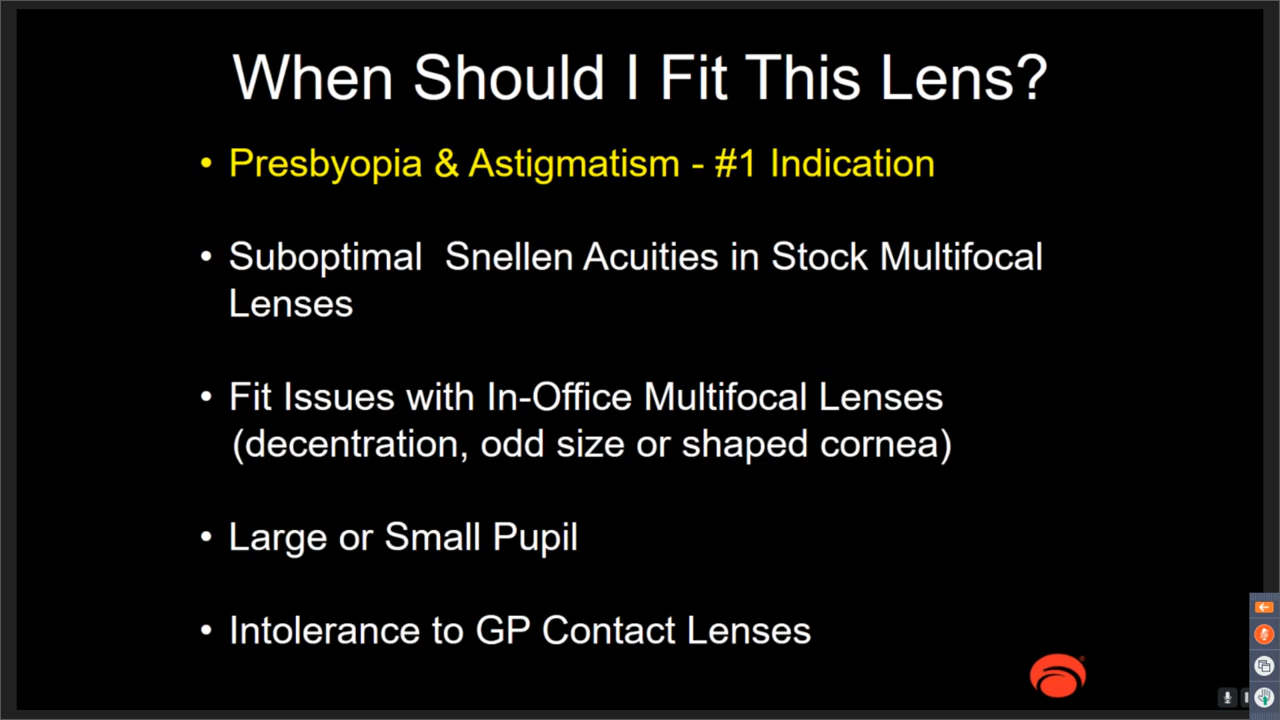 When Should I Fit This Lens?
• Presbyopia & Astigmatism - #1 Indication
• Suboptimal  Snellen Acuities in Stock Multifocal
Lenses
• Fit Issues with In-Office Multifocal Lenses
(decentration, odd size or shaped cornea)
• Large or Small Pupil
• Intolerance to GP Contact Lenses